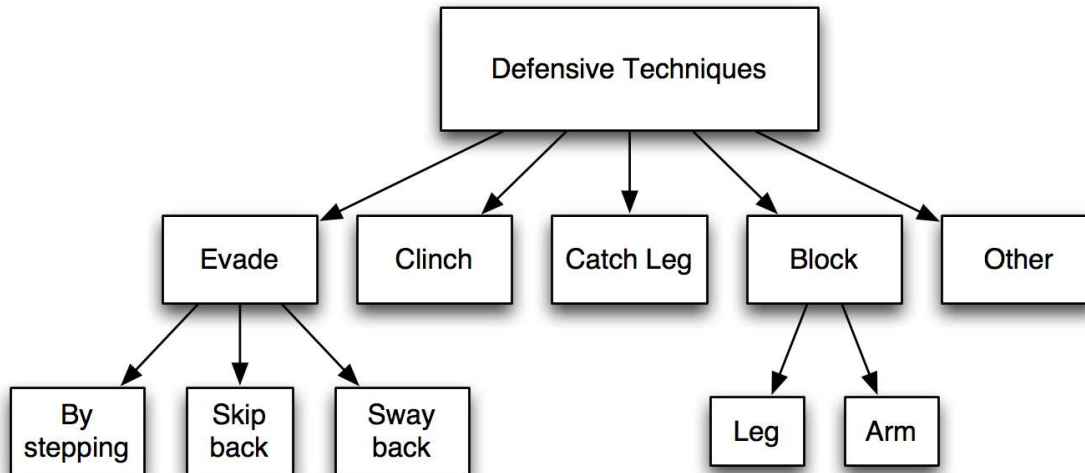 Defensive Techniques
Evade
Clinch
Catch Leg
Block
Other
By
stepping
Skip
back
Sway
back
Leg
Arm